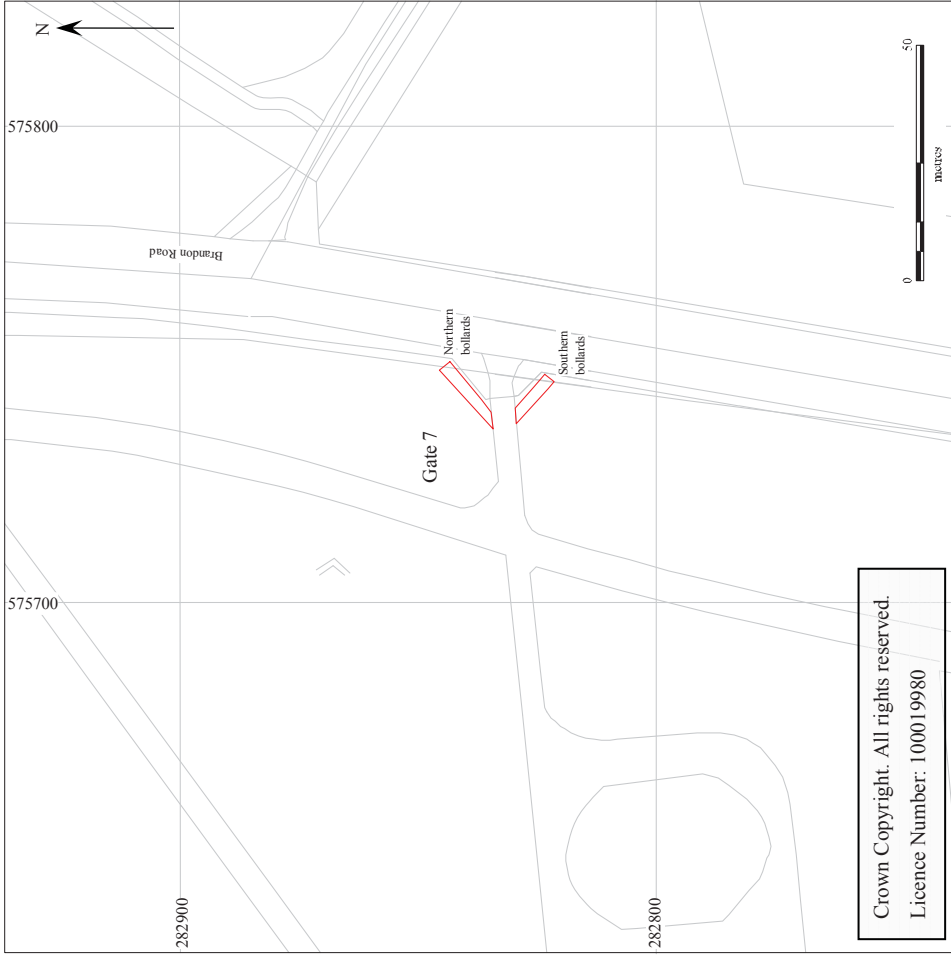 N
575800
Brandon Road
50
metres
0
Northern
bollards
Southern
bollards
Gate 7
575700
282900
282800
Crown Copyright. All rights reserved.
Licence Number: 100019980